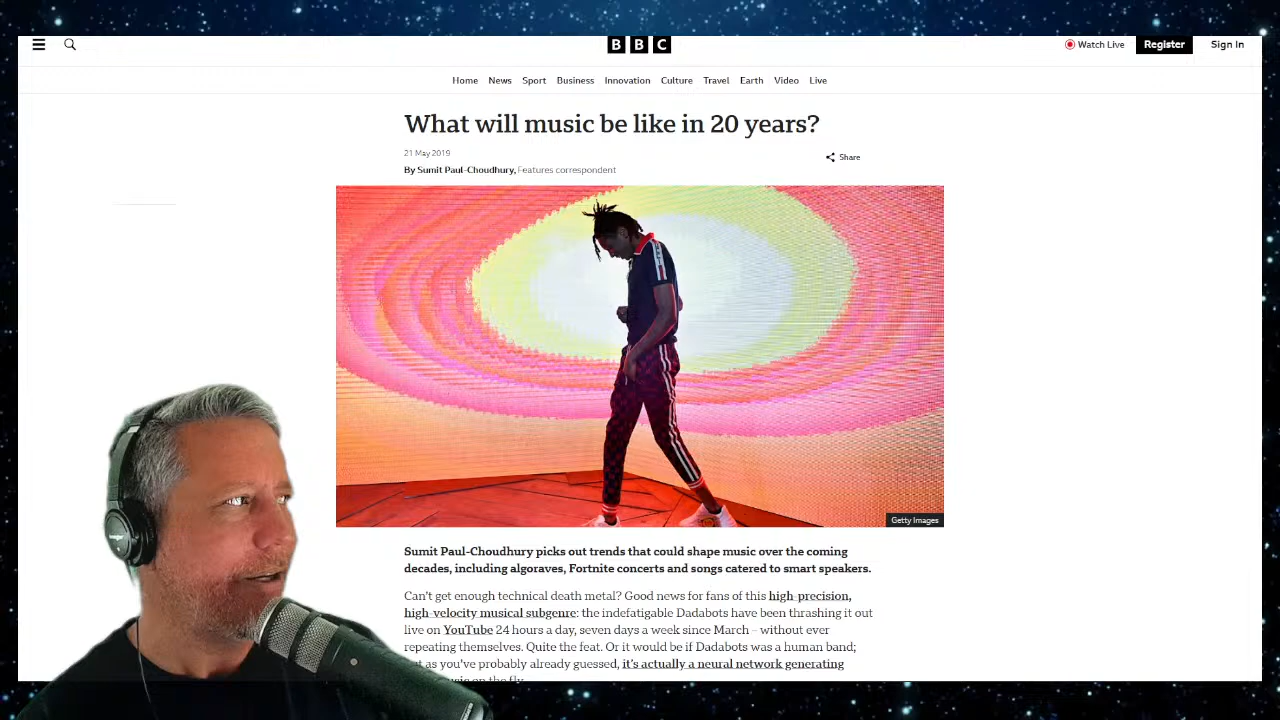 BBC
Watch Live
Register
Sign In
Home News Sport Business Innovation Culture Travel Earth Video Live
What will music be like in 20 years?
21 May 2019
Share
By Sumit Paul-Choudhury, Features correspondent
Getty Images
Sumit Paul-Choudhury picks out trends that could shape music over the coming
decades, including algoraves, Fortnite concerts and songs catered to smart speakers.
Can't get enough technical death metal? Good news for fans of this high-precision,
high-velocity musical subgenre: the indefatigable Dadabots have been thrashing it out
live on YouTube 24 hours a day, seven days a week since March – without ever
repeating themselves. Quite the feat. Or it would be if Dadabots was a human band;
as you've probably already guessed, it's actually a neural network generating
on the fly